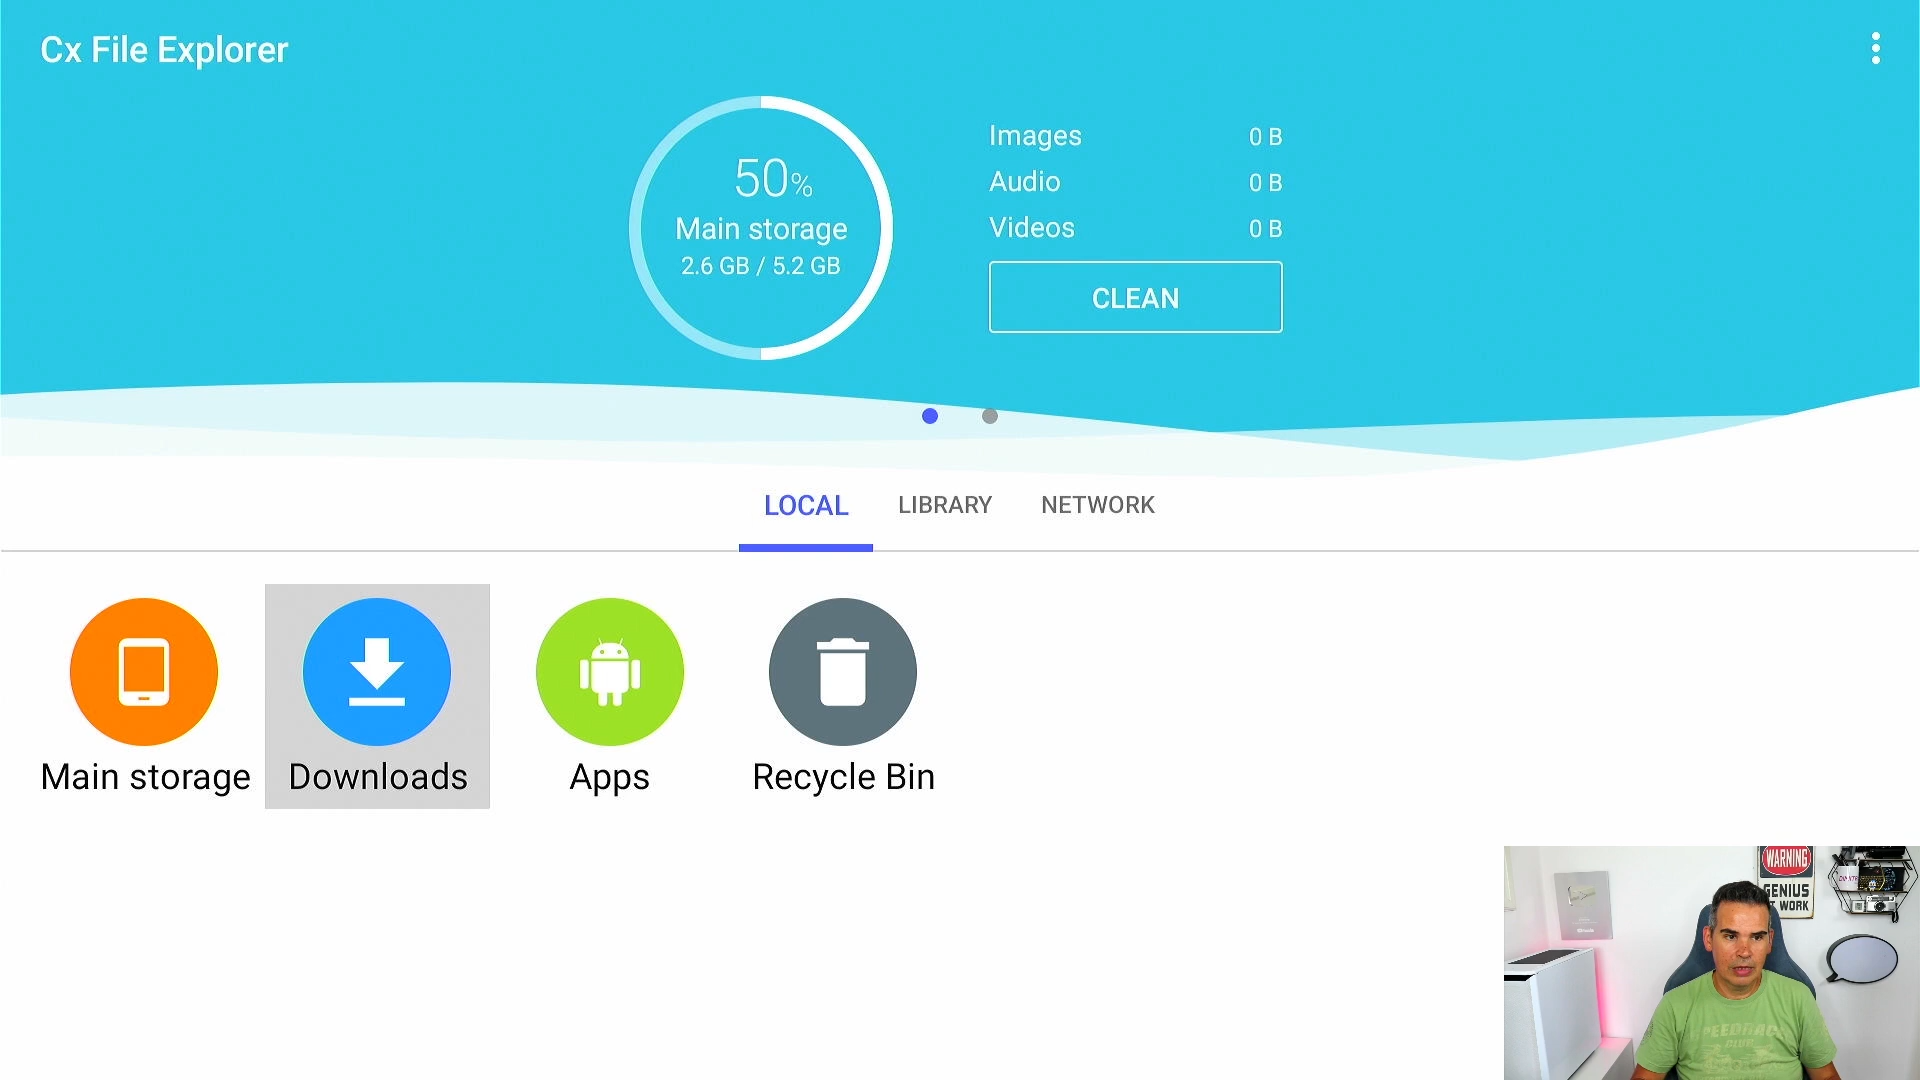 Cx File Explorer
50%
Main storage
2.6 GB / 5.2 GB
Images 0 B
Audio 0 B
Videos 0 B
CLEAN
LOCAL LIBRARY NETWORK
Main storage Downloads Apps Recycle Bin
WARNING
GENIUS
AT WORK